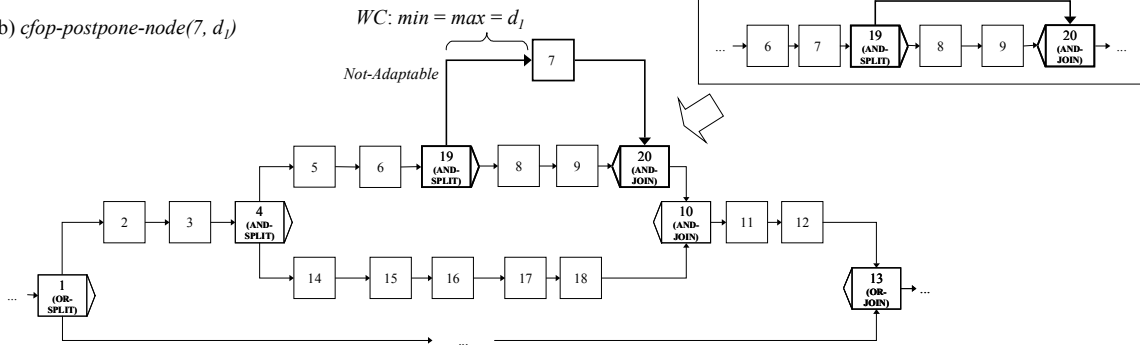 b) cfop-postpone-node(7, d1)
WC: min = max = d1
Not-Adaptable
7
... 6 7 19 (AND-SPLIT) 8 9 20 (AND-JOIN) ...
5 6 19 (AND-SPLIT) 8 9 20 (AND-JOIN)
2 3 4 (AND-SPLIT) 10 (AND-JOIN) 11 12
14 15 16 17 18
... 1 (OR-SPLIT) 13 (OR-JOIN) ...
...